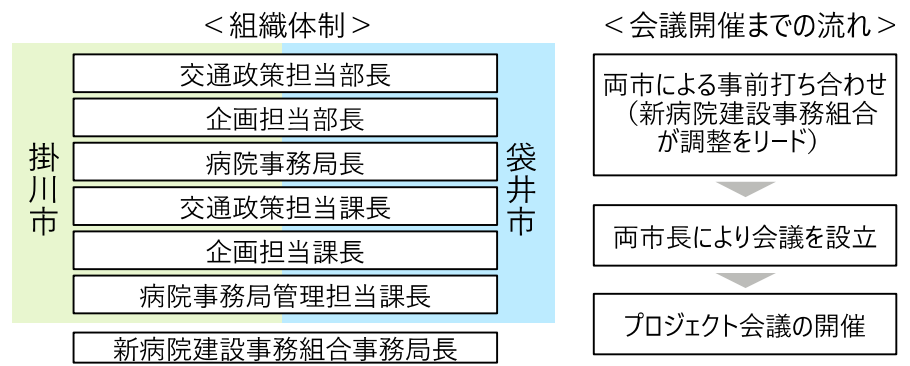 ＜組織体制＞
掛川市
交通政策担当部長
企画担当部長
病院事務局長
交通政策担当課長
企画担当課長
病院事務局管理担当課長
袋井市
新病院建設事務組合事務局長
＜会議開催までの流れ＞
両市による事前打ち合わせ
（新病院建設事務組合
が調整をリード）
両市長により会議を設立
プロジェクト会議の開催